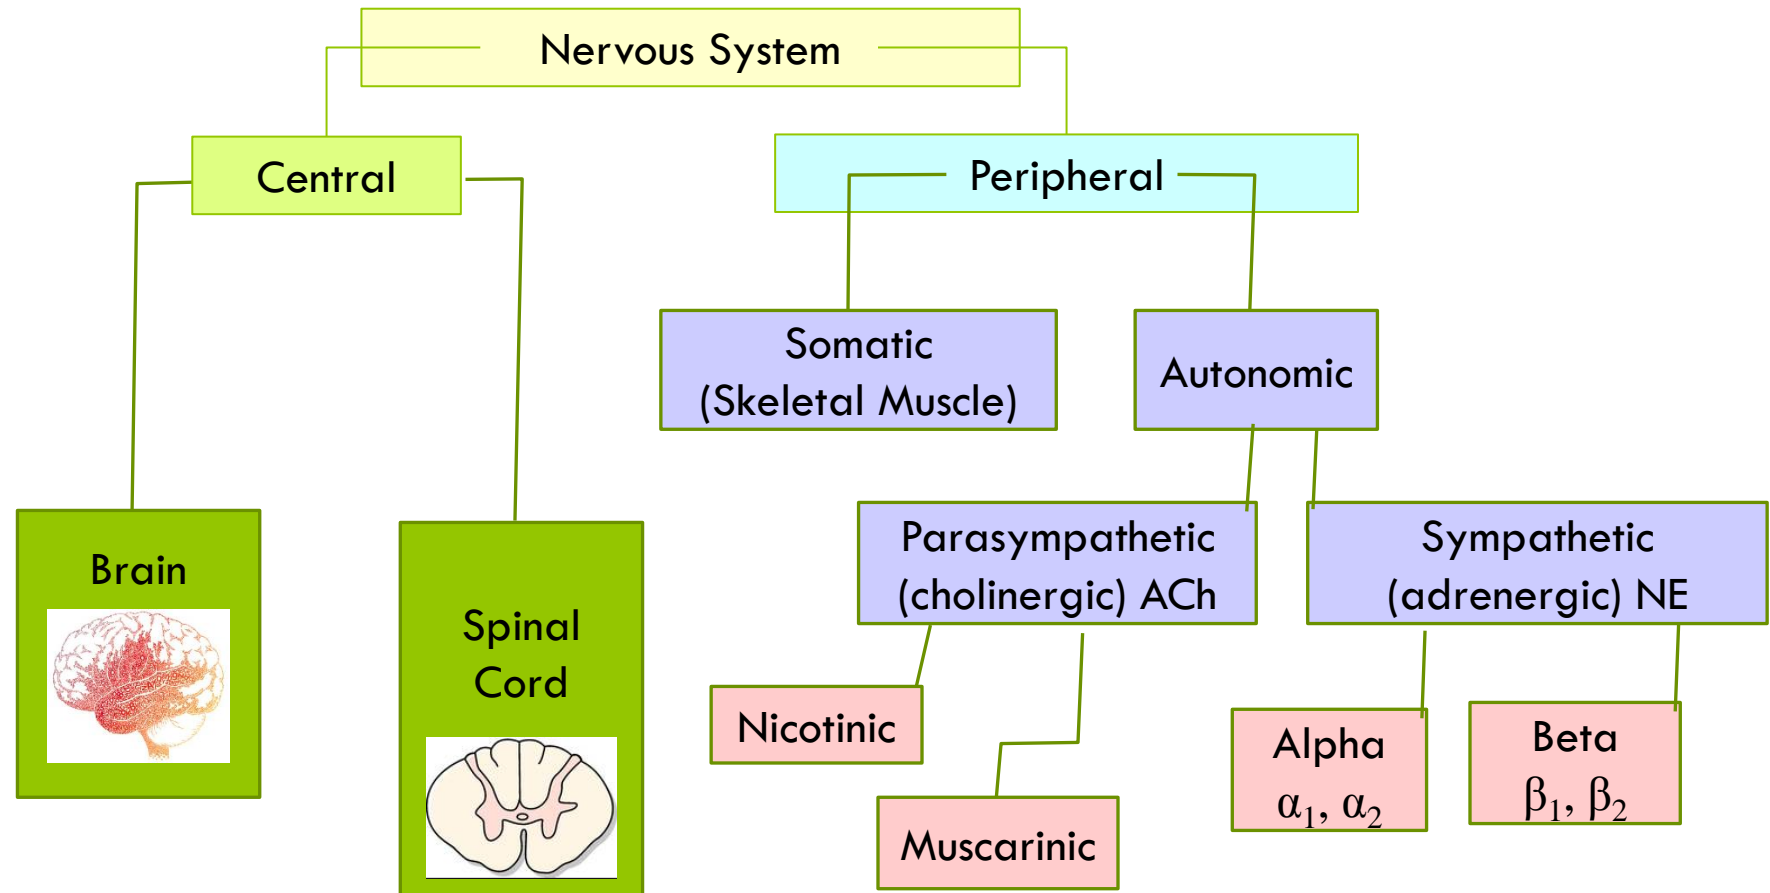 Nervous System
Central
Peripheral
Somatic
(Skeletal Muscle)
Autonomic
Brain
Spinal
Cord
Parasympathetic
(cholinergic) ACh
Sympathetic
(adrenergic) NE
Nicotinic
Muscarinic
Alpha
α₁, α₂
Beta
β₁, β₂